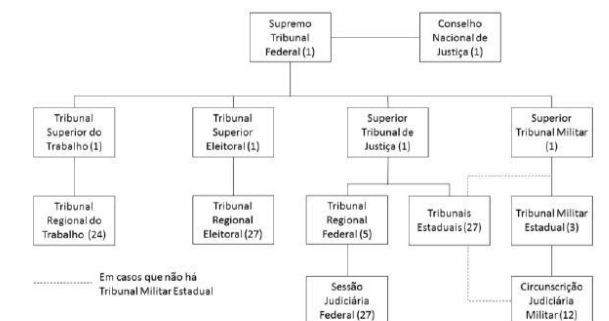 Supremo
Tribunal
Federal (1)
Conselho
Nacional de
Justiça (1)
Tribunal
Superior do
Trabalho (1)
Tribunal
Superior
Eleitoral (1)
Superior
Tribunal de
Justiça (1)
Superior
Tribunal Militar
(1)
Tribunal
Regional do
Trabalho (24)
Tribunal
Regional
Eleitoral (27)
Tribunal
Regional
Federal (5)
Tribunais
Estaduais (27)
Tribunal Militar
Estadual (3)
Em casos que não há
Tribunal Militar Estadual
Sessão
Judiciária
Federal (27)
Circunscrição
Judiciária
Militar (12)